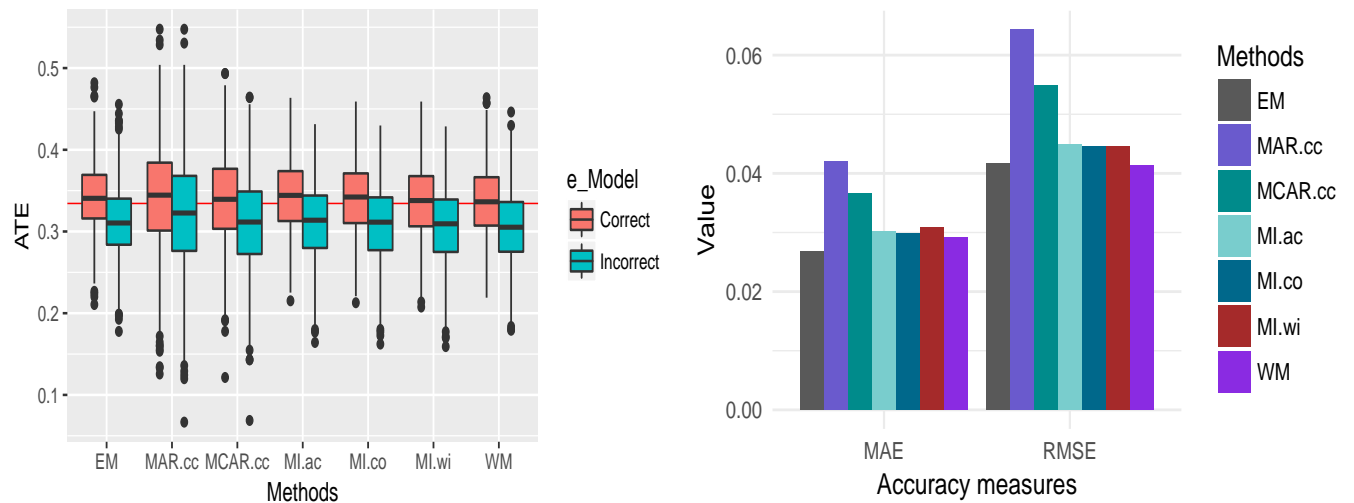 ATE
0.5
0.4
0.3
0.2
0.1
EM MAR.cc MCAR.cc MI.ac MI.co MI.wi WM
Methods
e_Model
Correct
Incorrect
Value
0.06
0.04
0.02
0.00
MAE RMSE
Accuracy measures
Methods
EM
MAR.cc
MCAR.cc
MI.ac
MI.co
MI.wi
WM